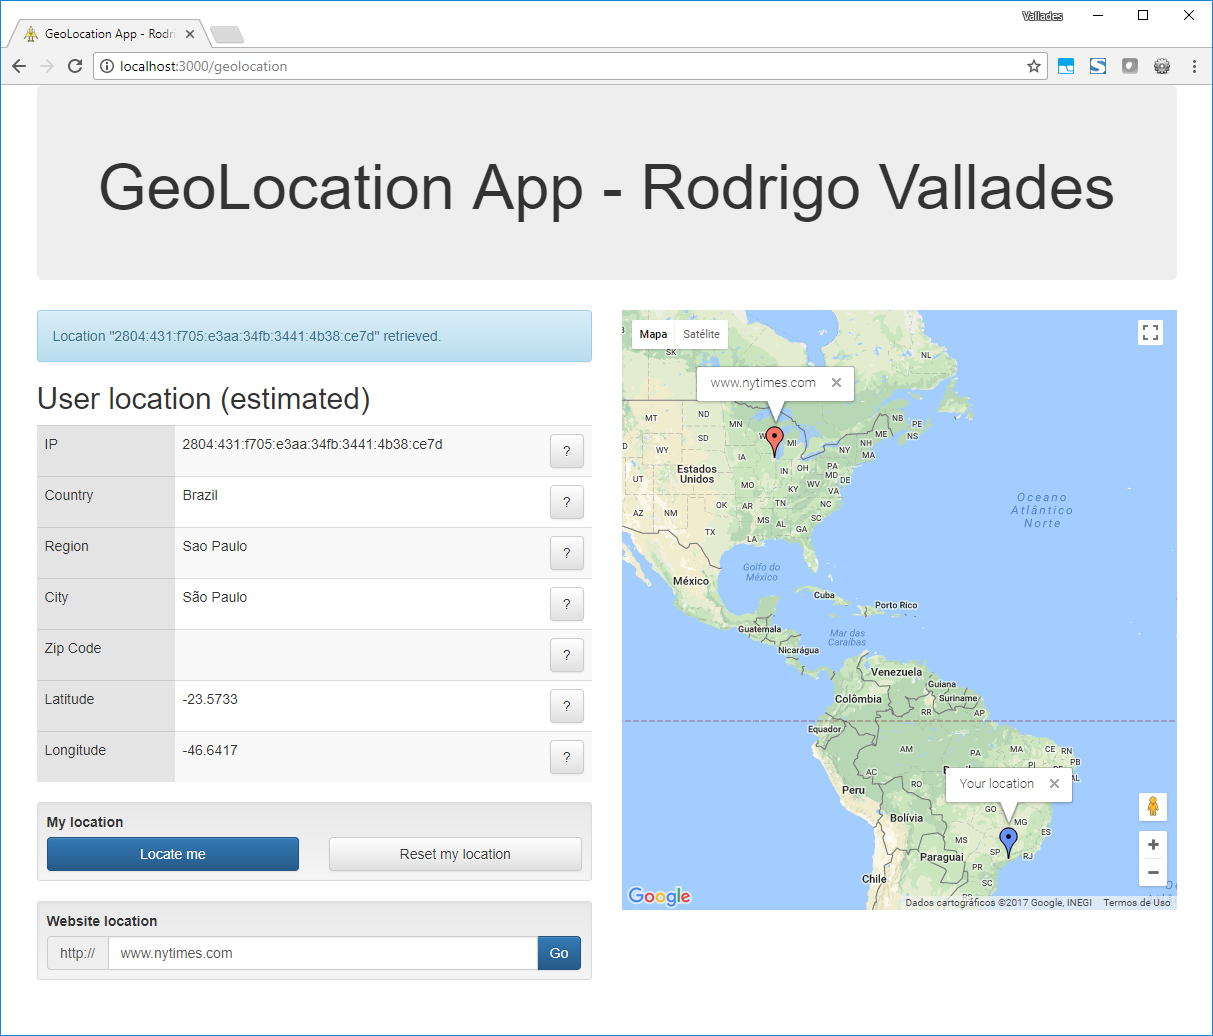 Vallades
GeoLocation App - Rodri
localhost:3000/geolocation
GeoLocation App - Rodrigo Vallades
Location "2804:431:f705:e3aa:34fb:3441:4b38:ce7d" retrieved.
User location (estimated)
IP 2804:431:f705:e3aa:34fb:3441:4b38:ce7d ?
Country Brazil ?
Region Sao Paulo ?
City São Paulo ?
Zip Code ?
Latitude -23.5733 ?
Longitude -46.6417 ?
My location
Locate me Reset my location
Website location
http:// www.nytimes.com Go
Mapa Satélite
SK
NL
www.nytimes.com
MT ND MN NB PE
SD ME NS
WY MI NH
NY MA
IA
Estados
Unidos
UT IN OH PA
MD DE
MO KY WV VA
OK AR TN NC
AZ NM MS AL SC
GA
TX LA
Oceano
Atlântico
Norte
Golfo do
México
México
Cuba
Porto Rico
Guatemala
Mar das
Caraíbas
Nicarágua
Venezuela
Guiana
Colômbia Suriname
RR AP
Equador
AM PA MA CE RN
PI PB
AC
AL
Your location
Peru RO
GO
Bolívia MG
ES
MS
SP RJ
Paraguai
PR
Chile SC
Google
Dados cartográficos ©2017 Google, INEGI Termos de Uso